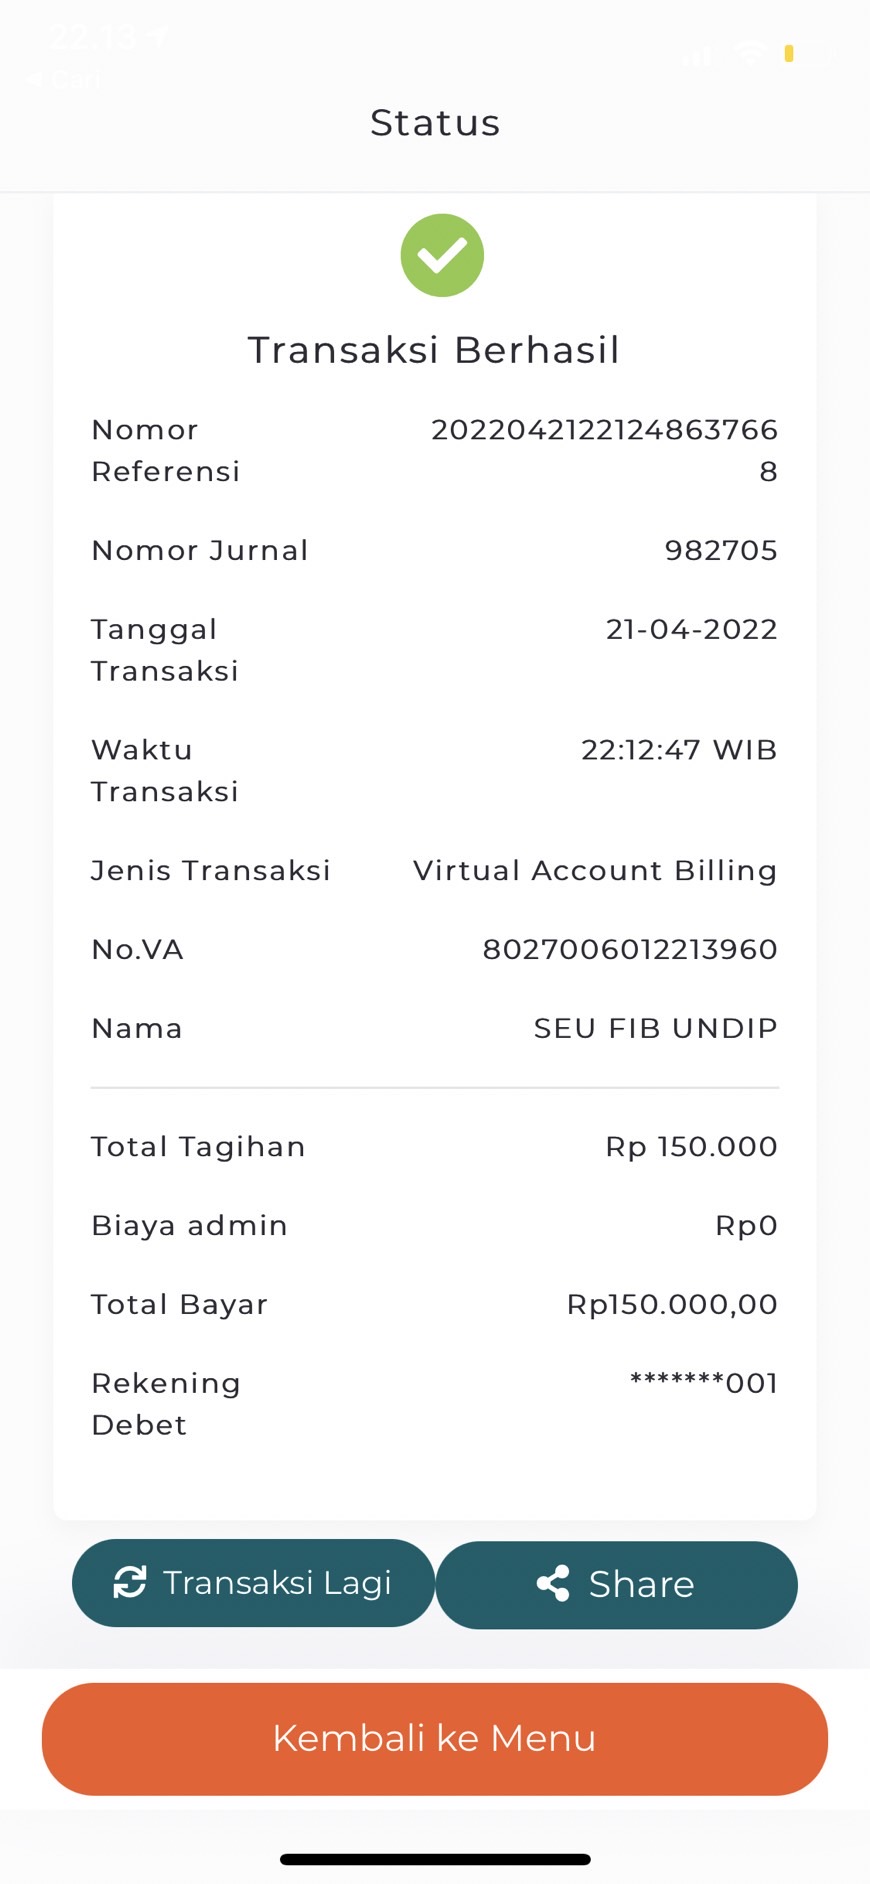 22.13
Cari
Status
Transaksi Berhasil
Nomor 2022042122124863766
Referensi 8
Nomor Jurnal 982705
Tanggal 21-04-2022
Transaksi
Waktu 22:12:47 WIB
Transaksi
Jenis Transaksi Virtual Account Billing
No.VA 8027006012213960
Nama SEU FIB UNDIP
Total Tagihan Rp 150.000
Biaya admin Rp0
Total Bayar Rp150.000,00
Rekening *******001
Debet
Transaksi Lagi Share
Kembali ke Menu